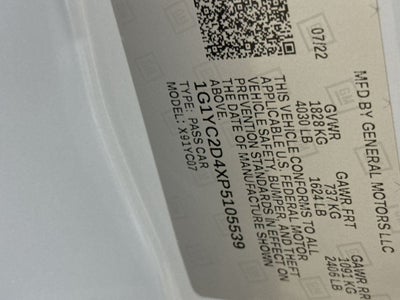 MFD BY GENERAL MOTORS LLC
07/22
GVWR
1828 KG
4030 LB
GAWR FRT
737 KG
1624 LB
GAWR RR
1091 KG
2406 LB
THIS VEHICLE CONFORMS TO ALL
APPLICABLE U.S. FEDERAL MOTOR
VEHICLE SAFETY, BUMPER, AND THEFT
PREVENTION STANDARDS IN EFFECT ON
THE DATE OF MANUFACTURE SHOWN
ABOVE.
1G1YC2D4XP5105539
TYPE: PASS CAR
MODEL: X91YC07